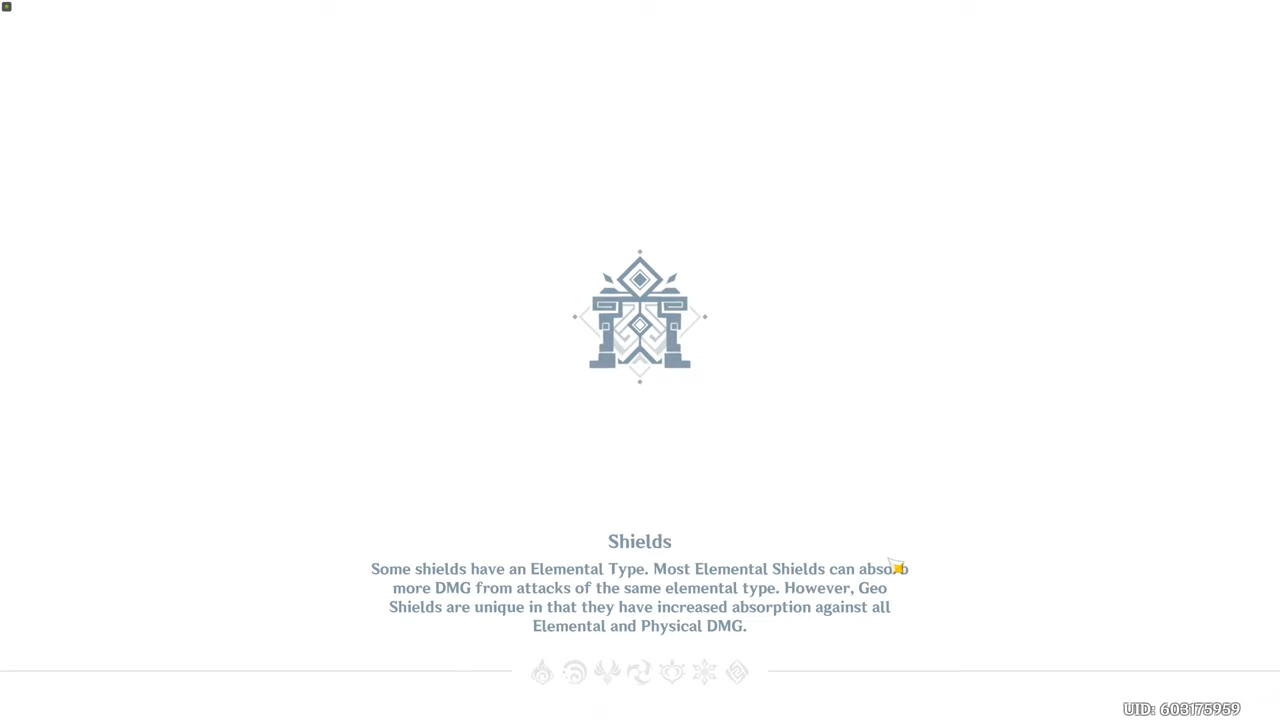 Shields
Some shields have an Elemental Type. Most Elemental Shields can absorb
more DMG from attacks of the same elemental type. However, Geo
Shields are unique in that they have increased absorption against all
Elemental and Physical DMG.
UID: 603175959